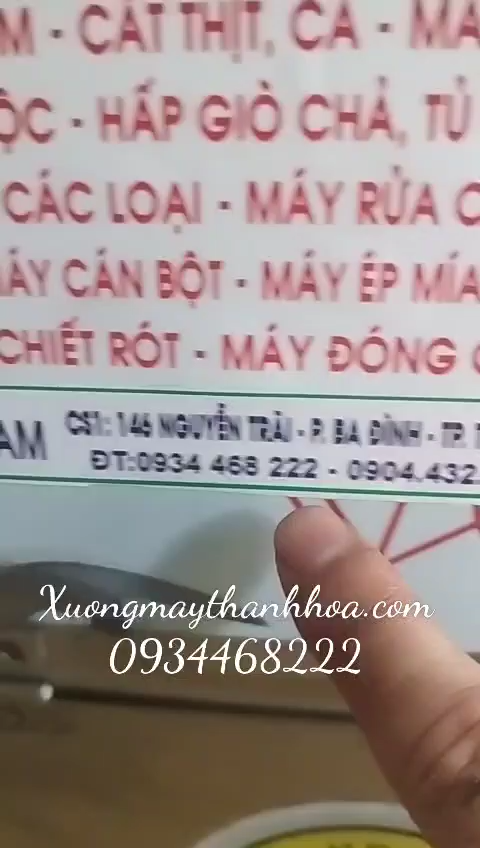 M - CẮT THỊT, CÁ - MÁ
ỘC - HẤP GIÒ CHẢ, TỦ
CÁC LOẠI - MÁY RỬA C
ÁY CÁN BỘT - MÁY ÉP MÍA
CHIẾT RÓT - MÁY ĐÓNG
AM
CS1: 146 NGUYỄN TRÃI - P. BA ĐÌNH - TP.
ĐT:0934 468 222 - 0904.432.
Xuongmaythanhhoa.com
0934468222